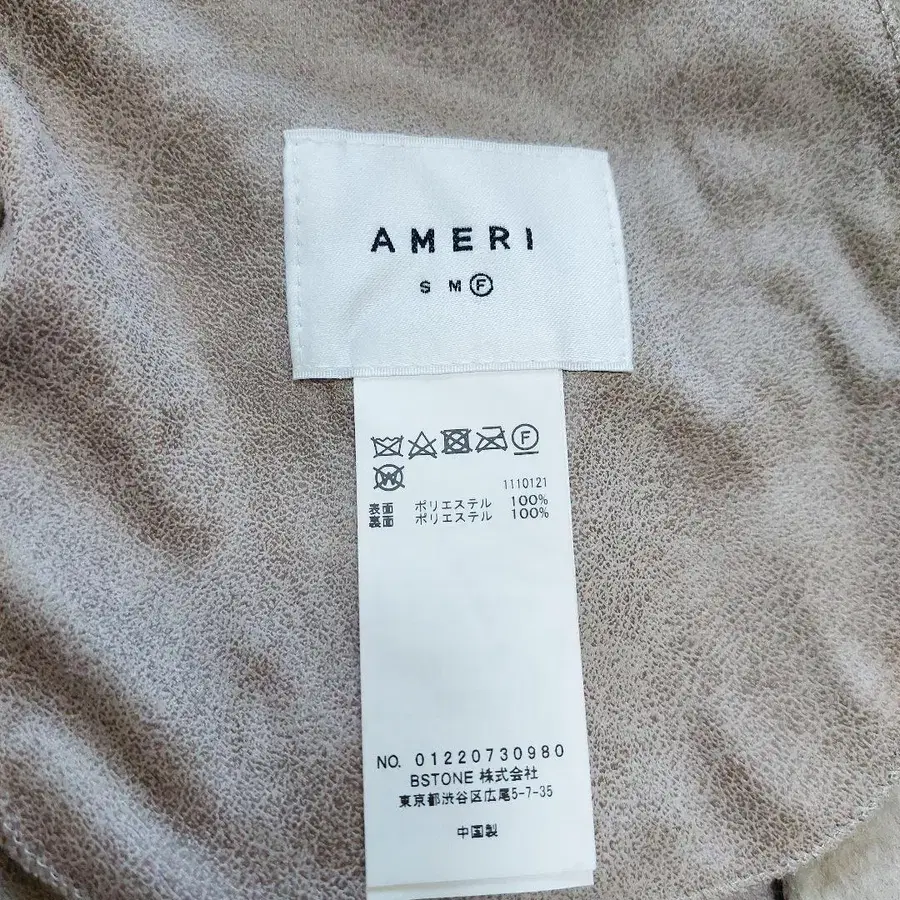 AMERI
S M F
F
W
1110121
表面 ポリエステル 100%
裏面 ポリエステル 100%
NO. 01220730980
BSTONE 株式会社
東京都渋谷区広尾5-7-35
中国製